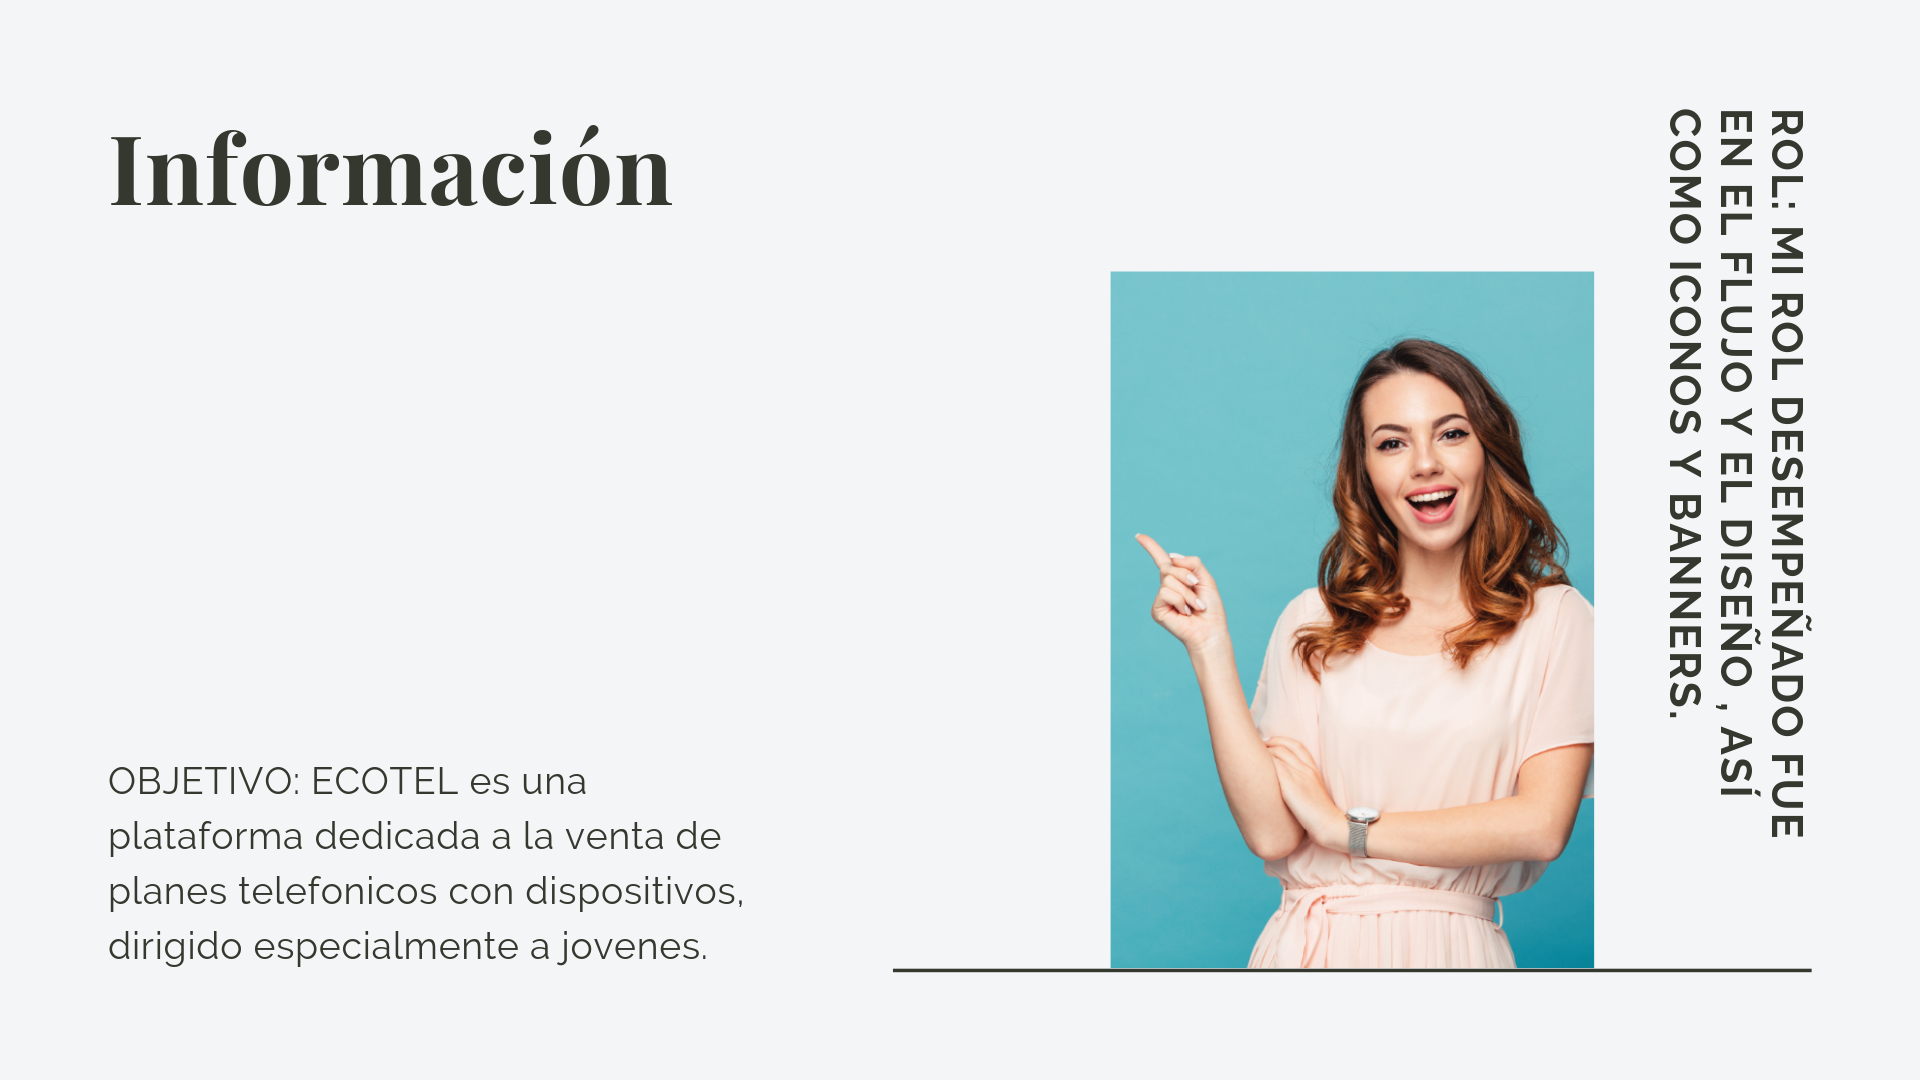 Información
OBJETIVO: ECOTEL es una
plataforma dedicada a la venta de
planes telefonicos con dispositivos,
dirigido especialmente a jovenes.
ROL: MI ROL DESEMPEÑADO FUE
EN EL FLUJO Y EL DISEÑO , ASÍ
COMO ICONOS Y BANNERS.